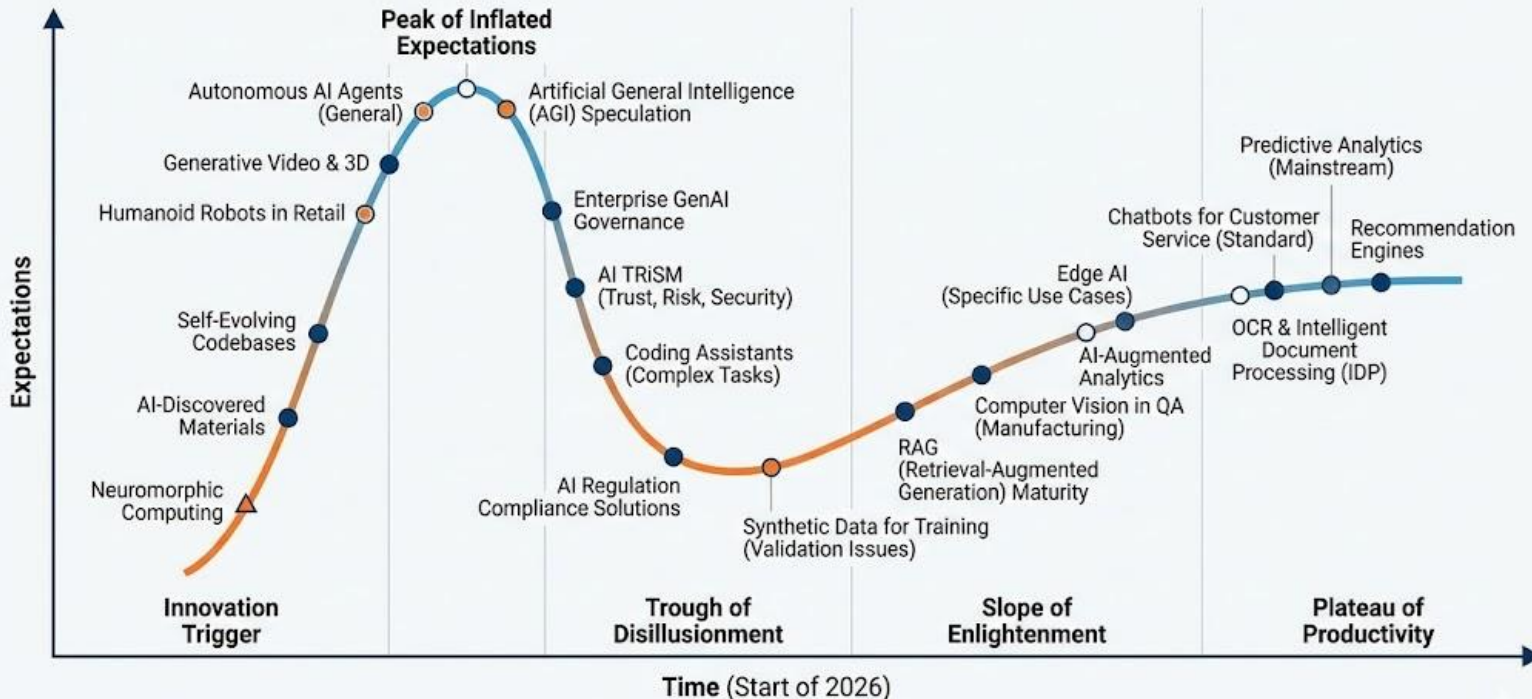 Peak of Inflated
Expectations
Autonomous AI Agents
(General)
Artificial General Intelligence
(AGI) Speculation
Generative Video & 3D
Humanoid Robots in Retail
Enterprise GenAI
Governance
AI TRiSM
(Trust, Risk, Security)
Self-Evolving
Codebases
Coding Assistants
(Complex Tasks)
AI-Discovered
Materials
Neuromorphic
Computing
AI Regulation
Compliance Solutions
Synthetic Data for Training
(Validation Issues)
RAG
(Retrieval-Augmented
Generation) Maturity
Computer Vision in QA
(Manufacturing)
AI-Augmented
Analytics
Edge AI
(Specific Use Cases)
Chatbots for Customer
Service (Standard)
Predictive Analytics
(Mainstream)
Recommendation
Engines
OCR & Intelligent
Document
Processing (IDP)
Expectations
Innovation
Trigger
Trough of
Disillusionment
Slope of
Enlightenment
Plateau of
Productivity
Time (Start of 2026)